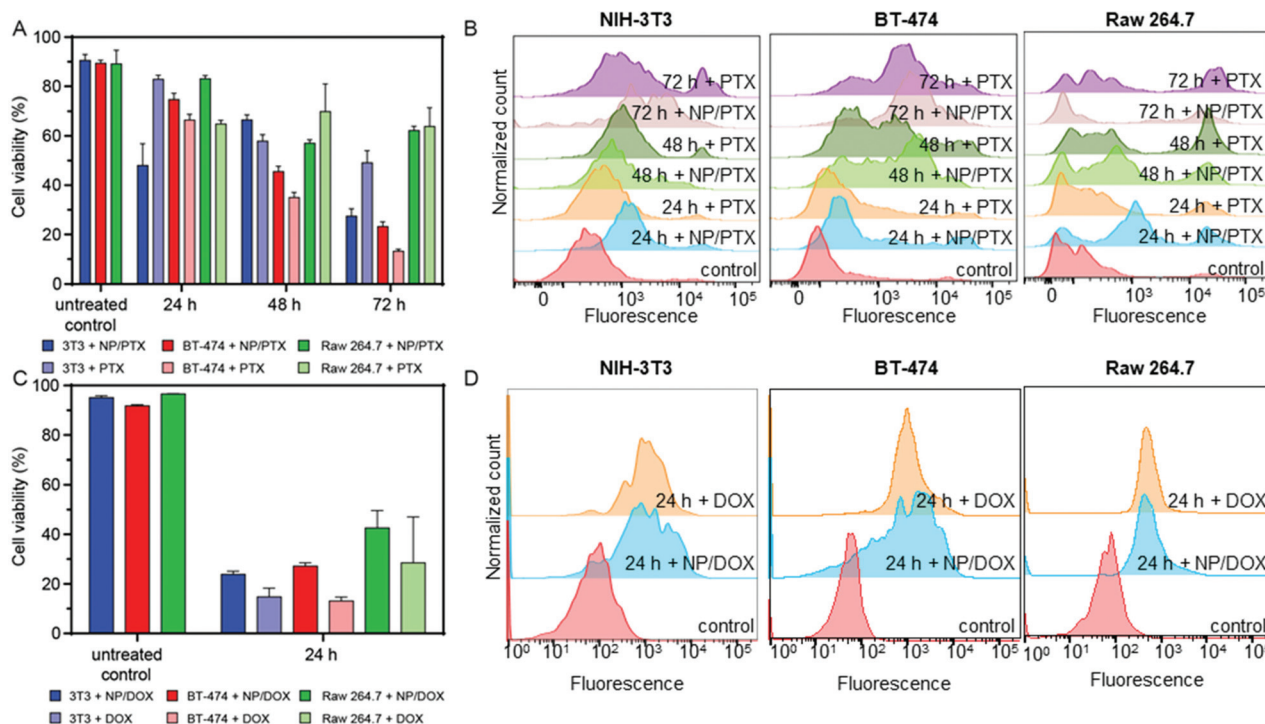 A
Cell viability (%)
100
80
60
40
20
0
untreated
control
24 h
48 h
72 h
3T3 + NP/PTX
BT-474 + NP/PTX
Raw 264.7 + NP/PTX
3T3 + PTX
BT-474 + PTX
Raw 264.7 + PTX
B
NIH-3T3
BT-474
Raw 264.7
Normalized count
72 h + PTX
72 h + NP/PTX
48 h + PTX
48 h + NP/PTX
24 h + PTX
24 h + NP/PTX
control
0 10³ 10⁴ 10⁵
Fluorescence
72 h + PTX
72 h + NP/PTX
48 h + PTX
48 h + NP/PTX
24 h + PTX
24 h + NP/PTX
control
0 10³ 10⁴ 10⁵
Fluorescence
72 h + PTX
72 h + NP/PTX
48 h + PTX
48 h + NP/PTX
24 h + PTX
24 h + NP/PTX
control
0 10³ 10⁴ 10⁵
Fluorescence
C
Cell viability (%)
100
80
60
40
20
0
untreated
control
24 h
3T3 + NP/DOX
BT-474 + NP/DOX
Raw 264.7 + NP/DOX
3T3 + DOX
BT-474 + DOX
Raw 264.7 + DOX
D
NIH-3T3
BT-474
Raw 264.7
Normalized count
24 h + DOX
24 h + NP/DOX
control
10⁰ 10¹ 10² 10³ 10⁴ 10⁵
Fluorescence
24 h + DOX
24 h + NP/DOX
control
10⁰ 10¹ 10² 10³ 10⁴ 10⁵
Fluorescence
24 h + DOX
24 h + NP/DOX
control
10⁰ 10¹ 10² 10³ 10⁴ 10⁵
Fluorescence